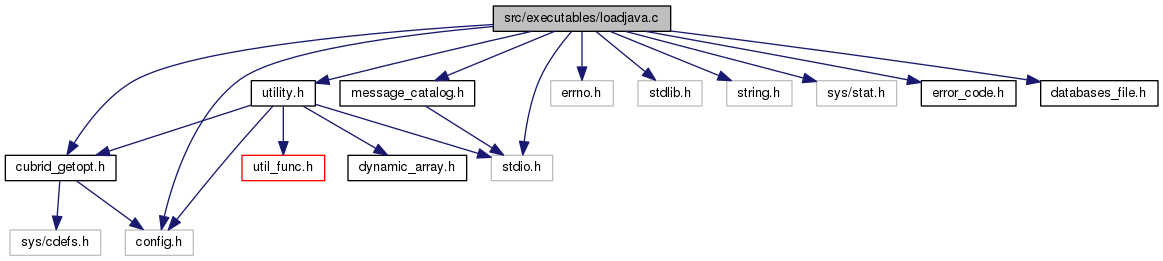 src/executables/loadjava.c
utility.h
message_catalog.h
errno.h
stdlib.h
string.h
sys/stat.h
error_code.h
databases_file.h
cubrid_getopt.h
util_func.h
dynamic_array.h
stdio.h
sys/cdefs.h
config.h